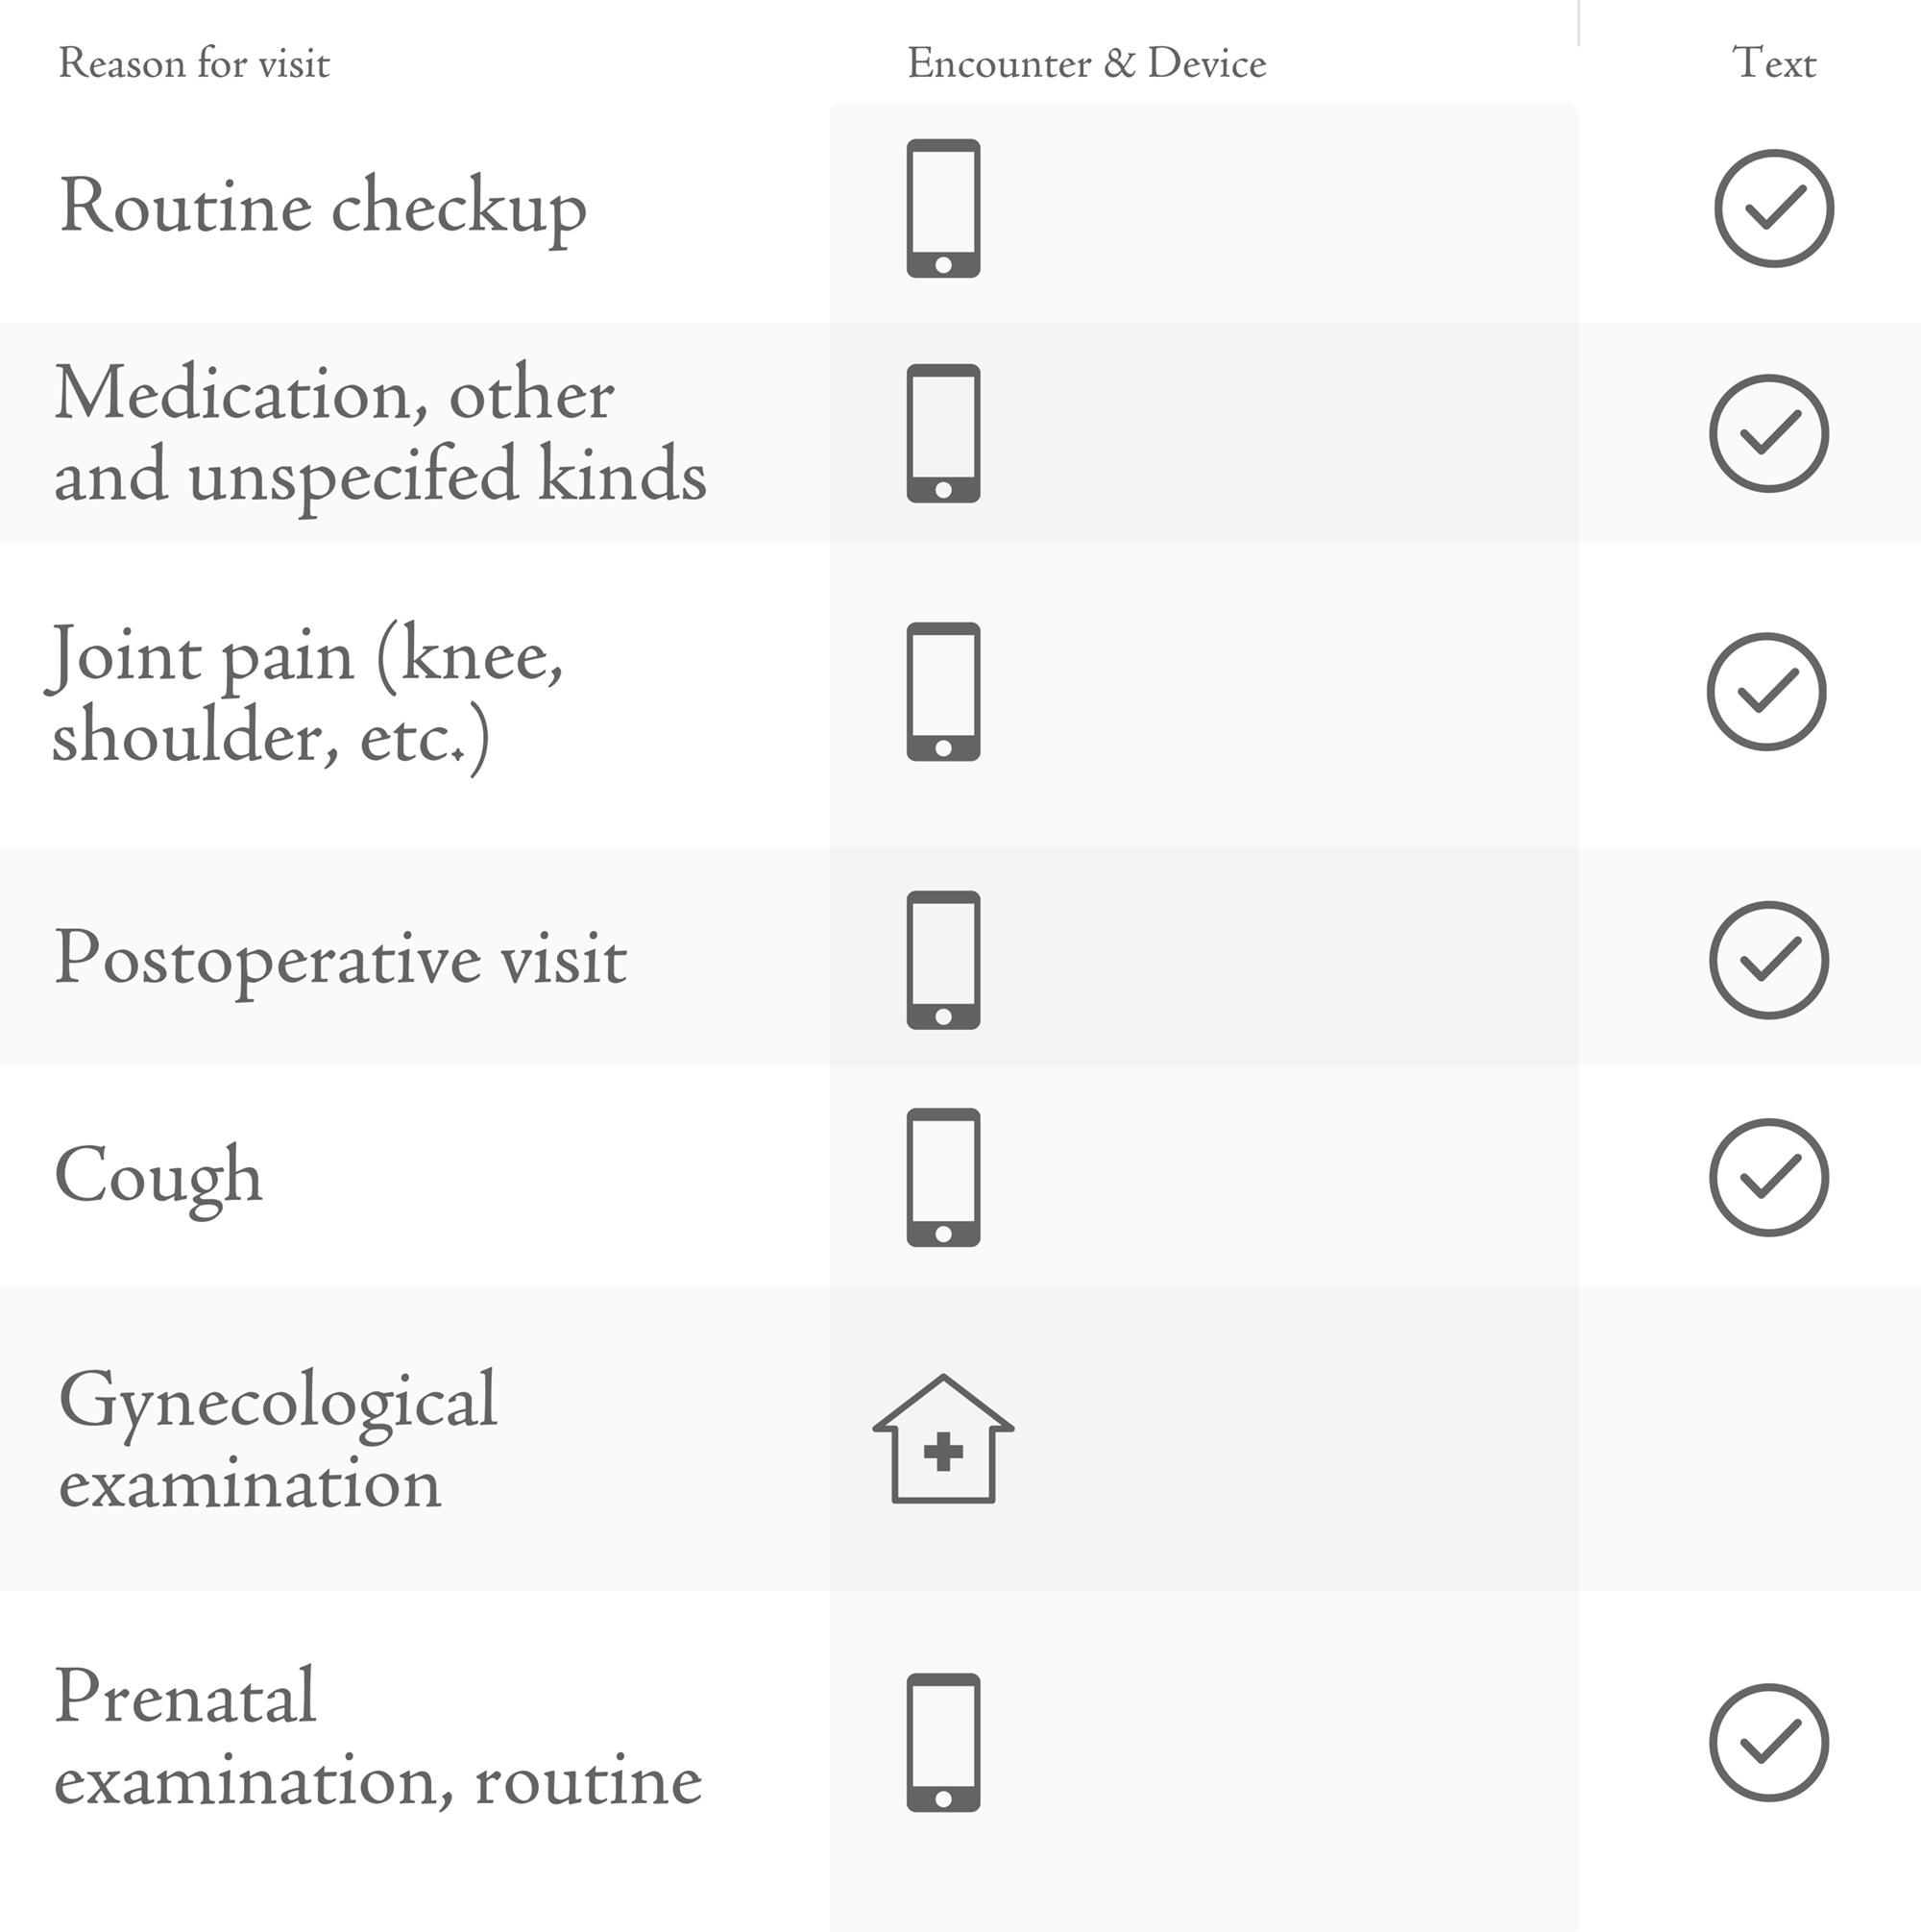 Reason for visit Encounter & Device Text
Routine checkup
Medication, other
and unspecifed kinds
Joint pain (knee,
shoulder, etc.)
Postoperative visit
Cough
Gynecological
examination
Prenatal
examination, routine